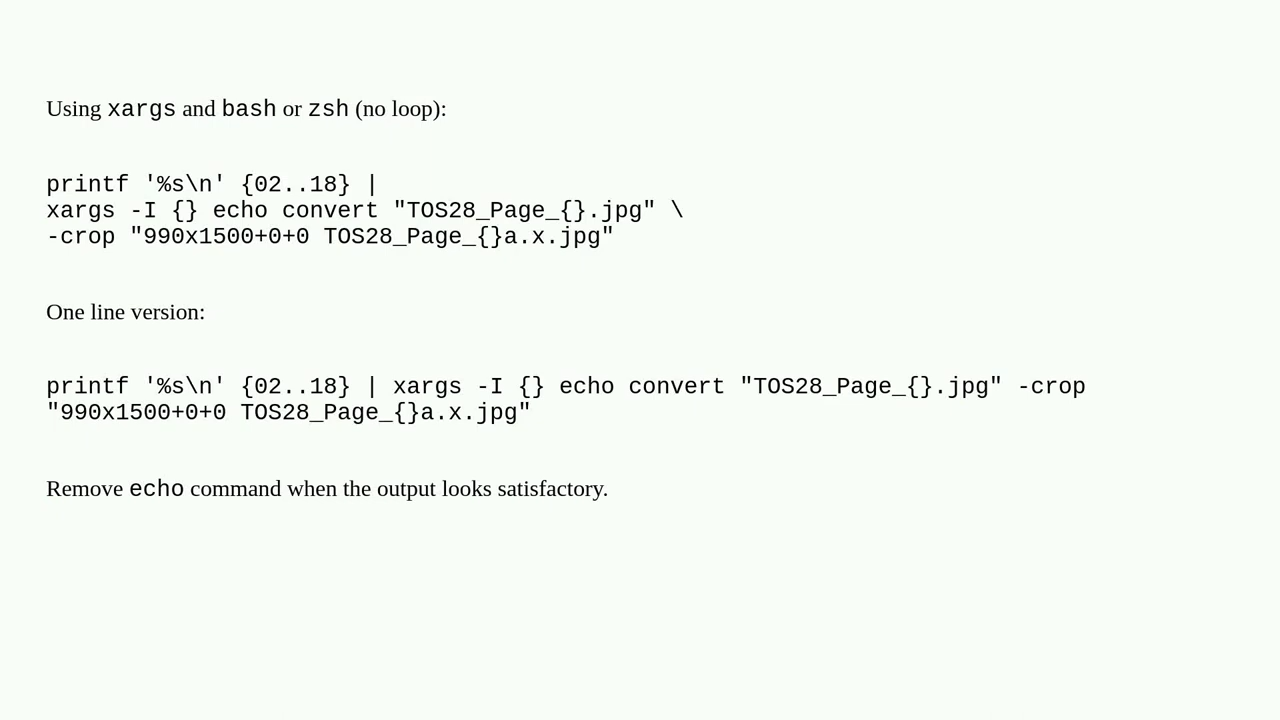 Using xargs and bash or zsh (no loop):
printf '%s\n' {02..18} |
xargs -I {} echo convert "TOS28_Page_{}.jpg" \
-crop "990x1500+0+0 TOS28_Page_{}a.x.jpg"
One line version:
printf '%s\n' {02..18} | xargs -I {} echo convert "TOS28_Page_{}.jpg" -crop
"990x1500+0+0 TOS28_Page_{}a.x.jpg"
Remove echo command when the output looks satisfactory.